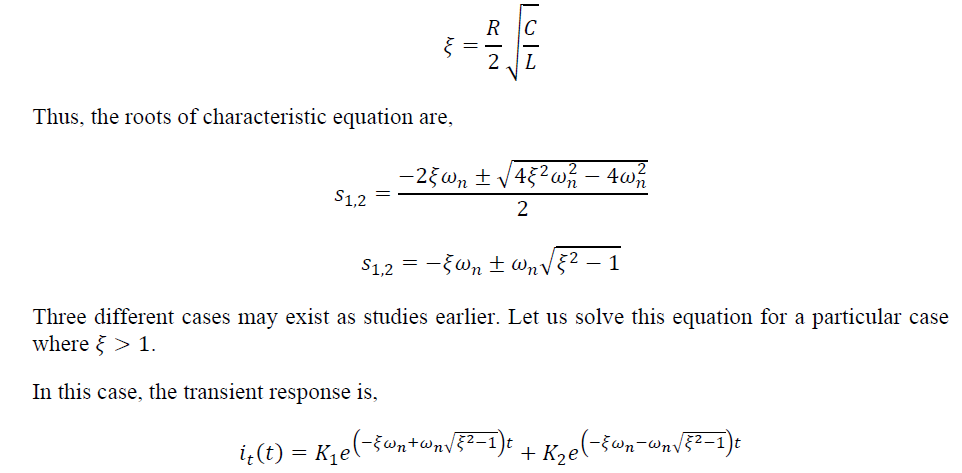 ξ = R/2 √(C/L)
Thus, the roots of characteristic equation are,
s₁,₂ = (−2ξωₙ ± √(4ξ²ωₙ² − 4ωₙ²))/2
s₁,₂ = −ξωₙ ± ωₙ√(ξ² − 1)
Three different cases may exist as studies earlier. Let us solve this equation for a particular case
where ξ > 1.
In this case, the transient response is,
iₜ(t) = K₁e^(−ξωₙ+ωₙ√(ξ²−1))t + K₂e^(−ξωₙ−ωₙ√(ξ²−1))t